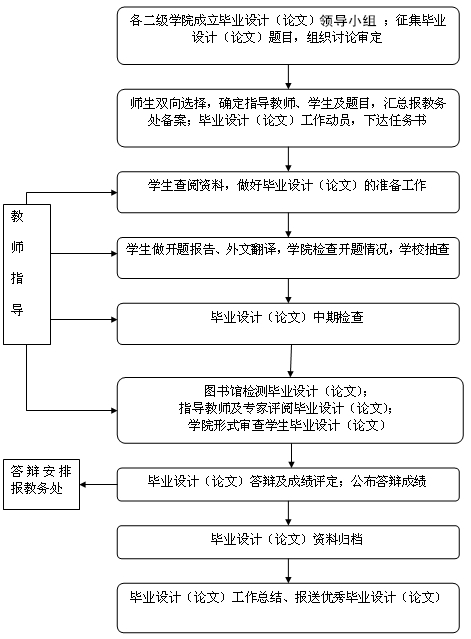 各二级学院成立毕业设计（论文）领导小组 ；征集毕业
设计（论文）题目，组织讨论审定
师生双向选择，确定指导教师、学生及题目，汇总报教务
处备案；毕业设计（论文）工作动员，下达任务书
学生查阅资料，做好毕业设计（论文）的准备工作
教
师
指
导
学生做开题报告、外文翻译，学院检查开题情况，学校抽查
毕业设计（论文）中期检查
图书馆检测毕业设计（论文）；
指导教师及专家评阅毕业设计（论文）；
学院形式审查学生毕业设计（论文）
答辩安排
报教务处
毕业设计（论文）答辩及成绩评定；公布答辩成绩
毕业设计（论文）资料归档
毕业设计（论文）工作总结、报送优秀毕业设计（论文）